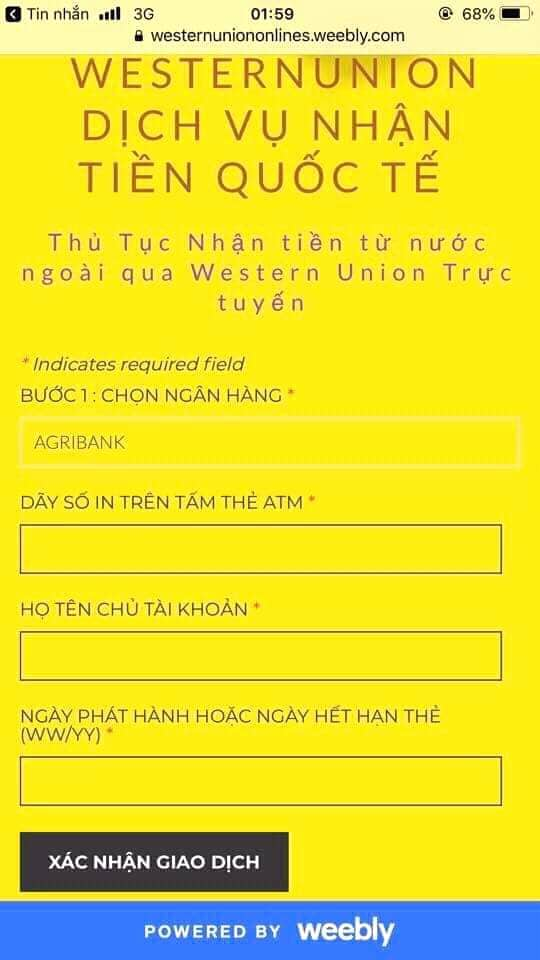 Tin nhắn 3G 01:59 68%
westernuniononlines.weebly.com
WESTERNUNION
DỊCH VỤ NHẬN
TIỀN QUỐC TẾ
Thủ Tục Nhận tiền từ nước
ngoài qua Western Union Trực
tuyến
* Indicates required field
BƯỚC 1 : CHỌN NGÂN HÀNG *
AGRIBANK
DÃY SỐ IN TRÊN TẤM THẺ ATM *
HỌ TÊN CHỦ TÀI KHOẢN *
NGÀY PHÁT HÀNH HOẶC NGÀY HẾT HẠN THẺ
(WW/YY) *
XÁC NHẬN GIAO DỊCH
POWERED BY weebly